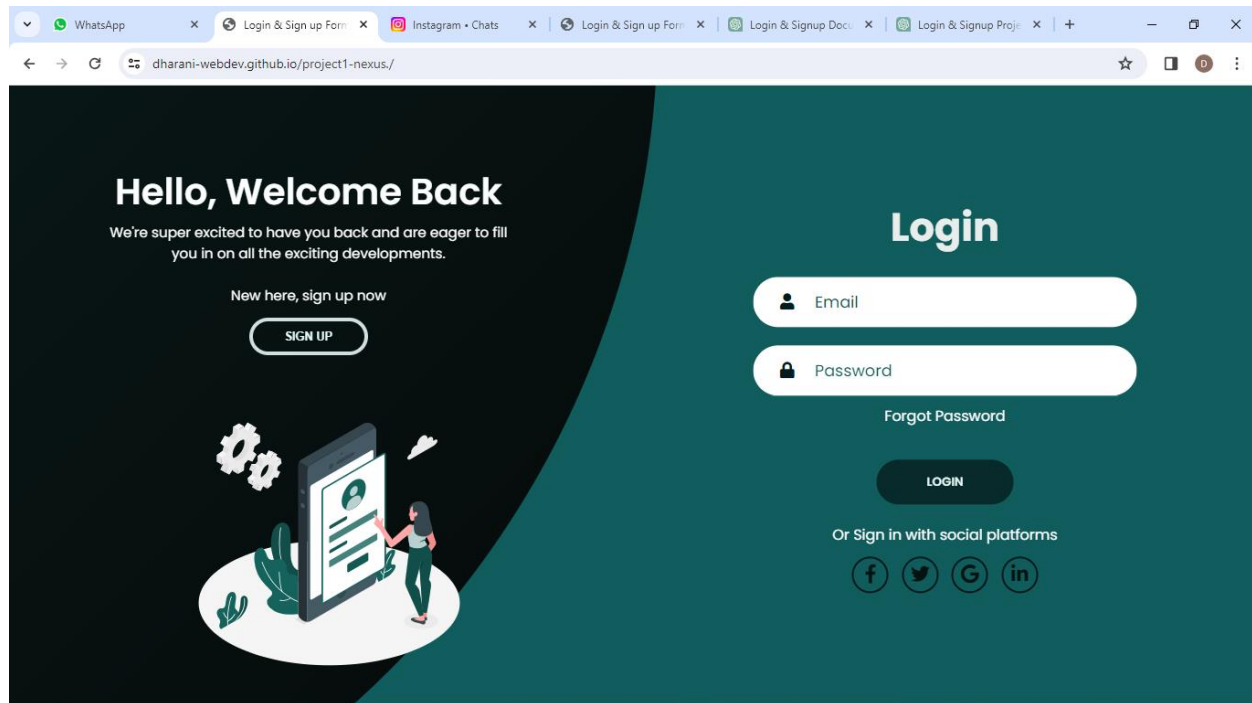 WhatsApp
Login & Sign up Form
Instagram • Chats
Login & Sign up Form
Login & Signup Docu
Login & Signup Proje
dharani-webdev.github.io/project1-nexus./
D
Hello, Welcome Back
We're super excited to have you back and are eager to fill
you in on all the exciting developments.
New here, sign up now
SIGN UP
Login
Email
Password
Forgot Password
LOGIN
Or Sign in with social platforms